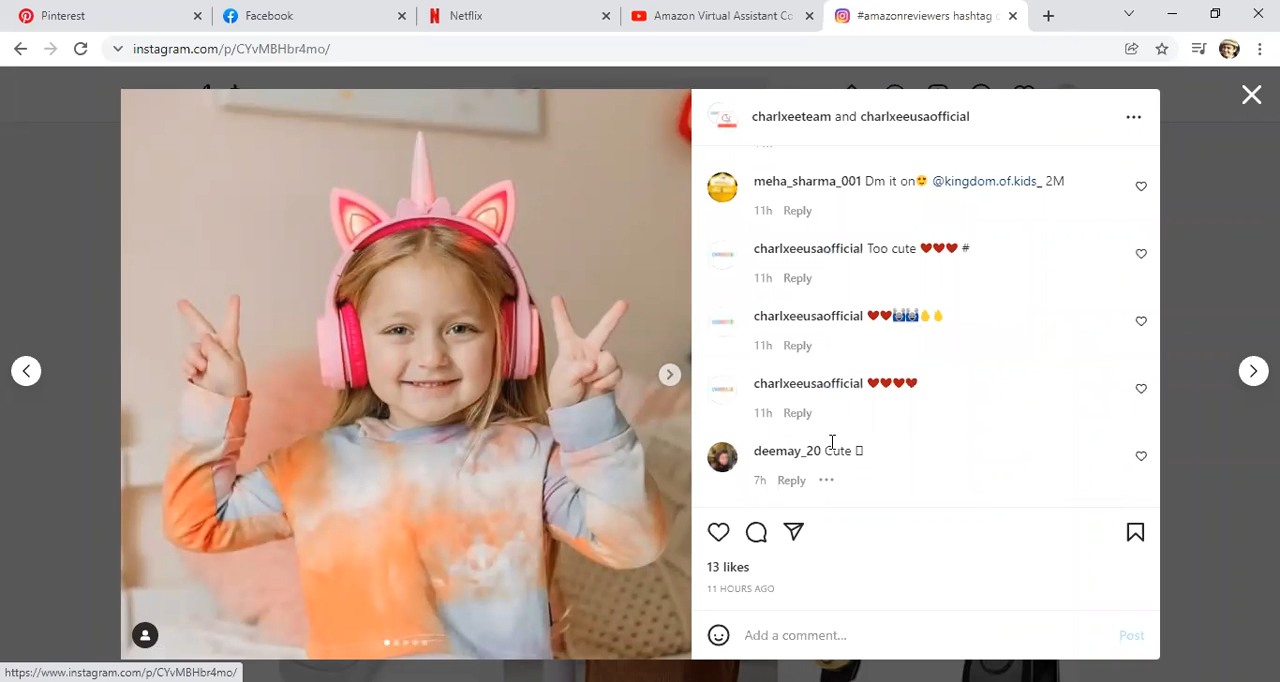 Pinterest
Facebook
Netflix
Amazon Virtual Assistant Co
#amazonreviewers hashtag o
instagram.com/p/CYvMBHbr4mo/
charlxeeteam and charlxeeusaofficial
meha_sharma_001 Dm it on😍 @kingdom.of.kids_ 2M
11h Reply
charlxeeusaofficial Too cute ❤❤❤ #
11h Reply
charlxeeusaofficial ❤❤
11h Reply
charlxeeusaofficial ❤❤❤❤
11h Reply
deemay_20 Cute
7h Reply
13 likes
11 HOURS AGO
Add a comment...
Post
https://www.instagram.com/p/CYvMBHbr4mo/